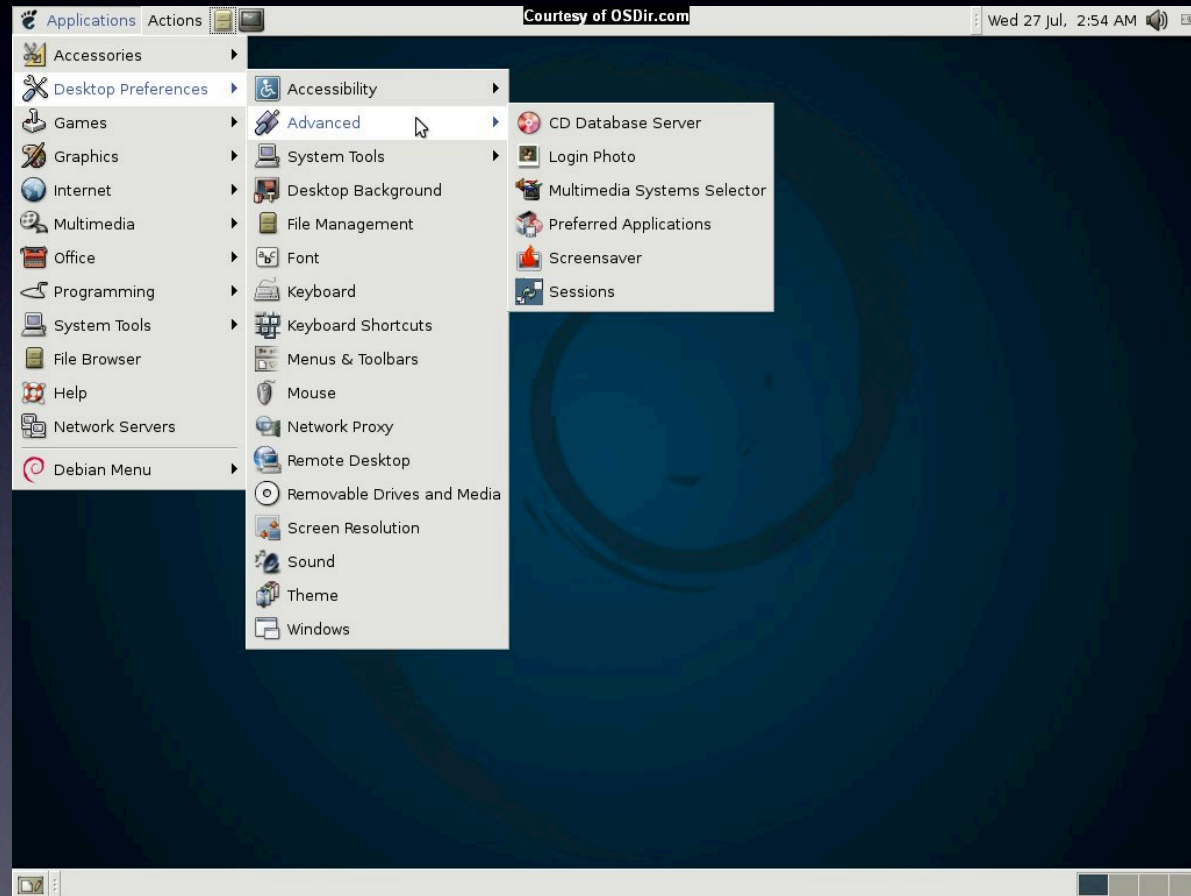 Applications Actions
Courtesy of OSDir.com
Wed 27 Jul, 2:54 AM
Accessories
Desktop Preferences
Games
Graphics
Internet
Multimedia
Office
Programming
System Tools
File Browser
Help
Network Servers
Debian Menu
Accessibility
Advanced
System Tools
Desktop Background
File Management
Font
Keyboard
Keyboard Shortcuts
Menus & Toolbars
Mouse
Network Proxy
Remote Desktop
Removable Drives and Media
Screen Resolution
Sound
Theme
Windows
CD Database Server
Login Photo
Multimedia Systems Selector
Preferred Applications
Screensaver
Sessions